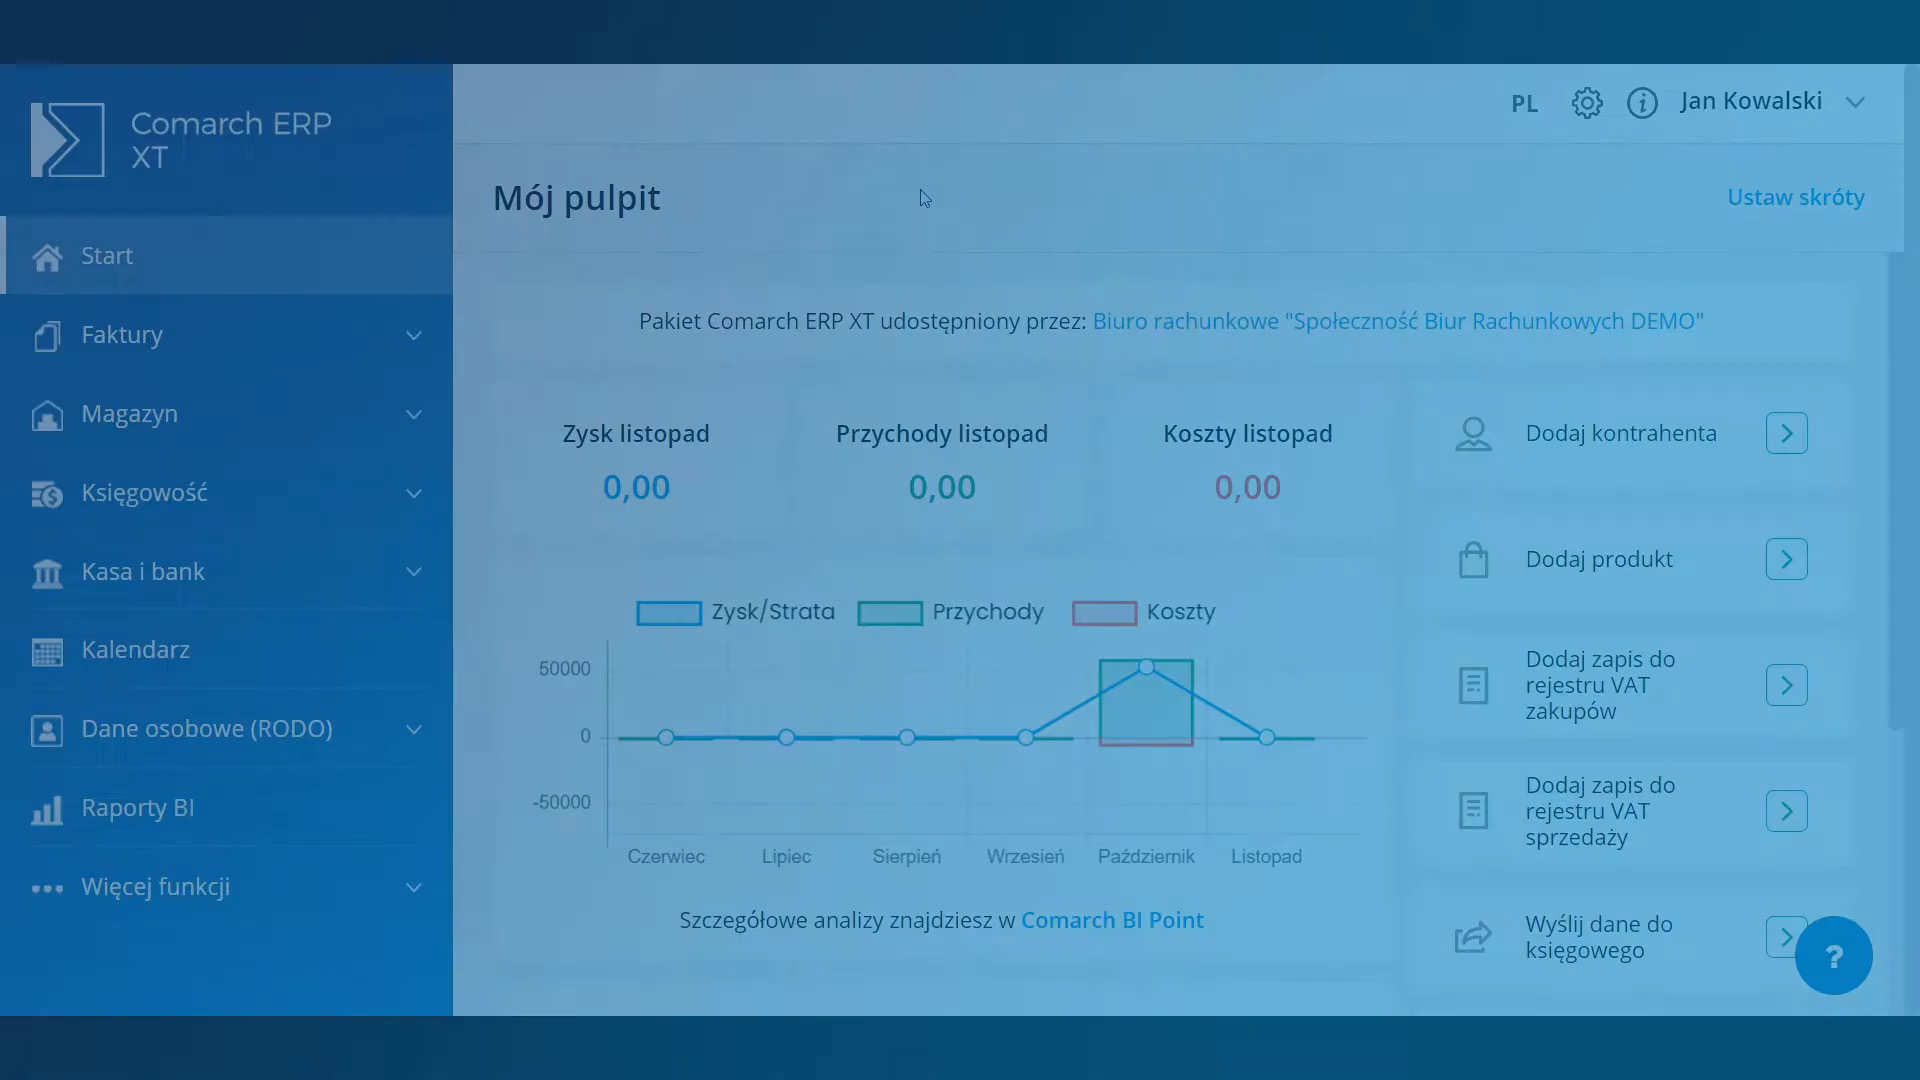 Comarch ERP
XT
PL
Jan Kowalski
Mój pulpit
Ustaw skróty
Start
Faktury
Magazyn
Księgowość
Kasa i bank
Kalendarz
Dane osobowe (RODO)
Raporty BI
Więcej funkcji
Pakiet Comarch ERP XT udostępniony przez: Biuro rachunkowe "Społeczność Biur Rachunkowych DEMO"
Zysk listopad
0,00
Przychody listopad
0,00
Koszty listopad
0,00
Zysk/Strata
Przychody
Koszty
50000
0
-50000
Czerwiec
Lipiec
Sierpień
Wrzesień
Październik
Listopad
Szczegółowe analizy znajdziesz w Comarch BI Point
Dodaj kontrahenta
Dodaj produkt
Dodaj zapis do
rejestru VAT
zakupów
Dodaj zapis do
rejestru VAT
sprzedaży
Wyślij dane do
księgowego
?